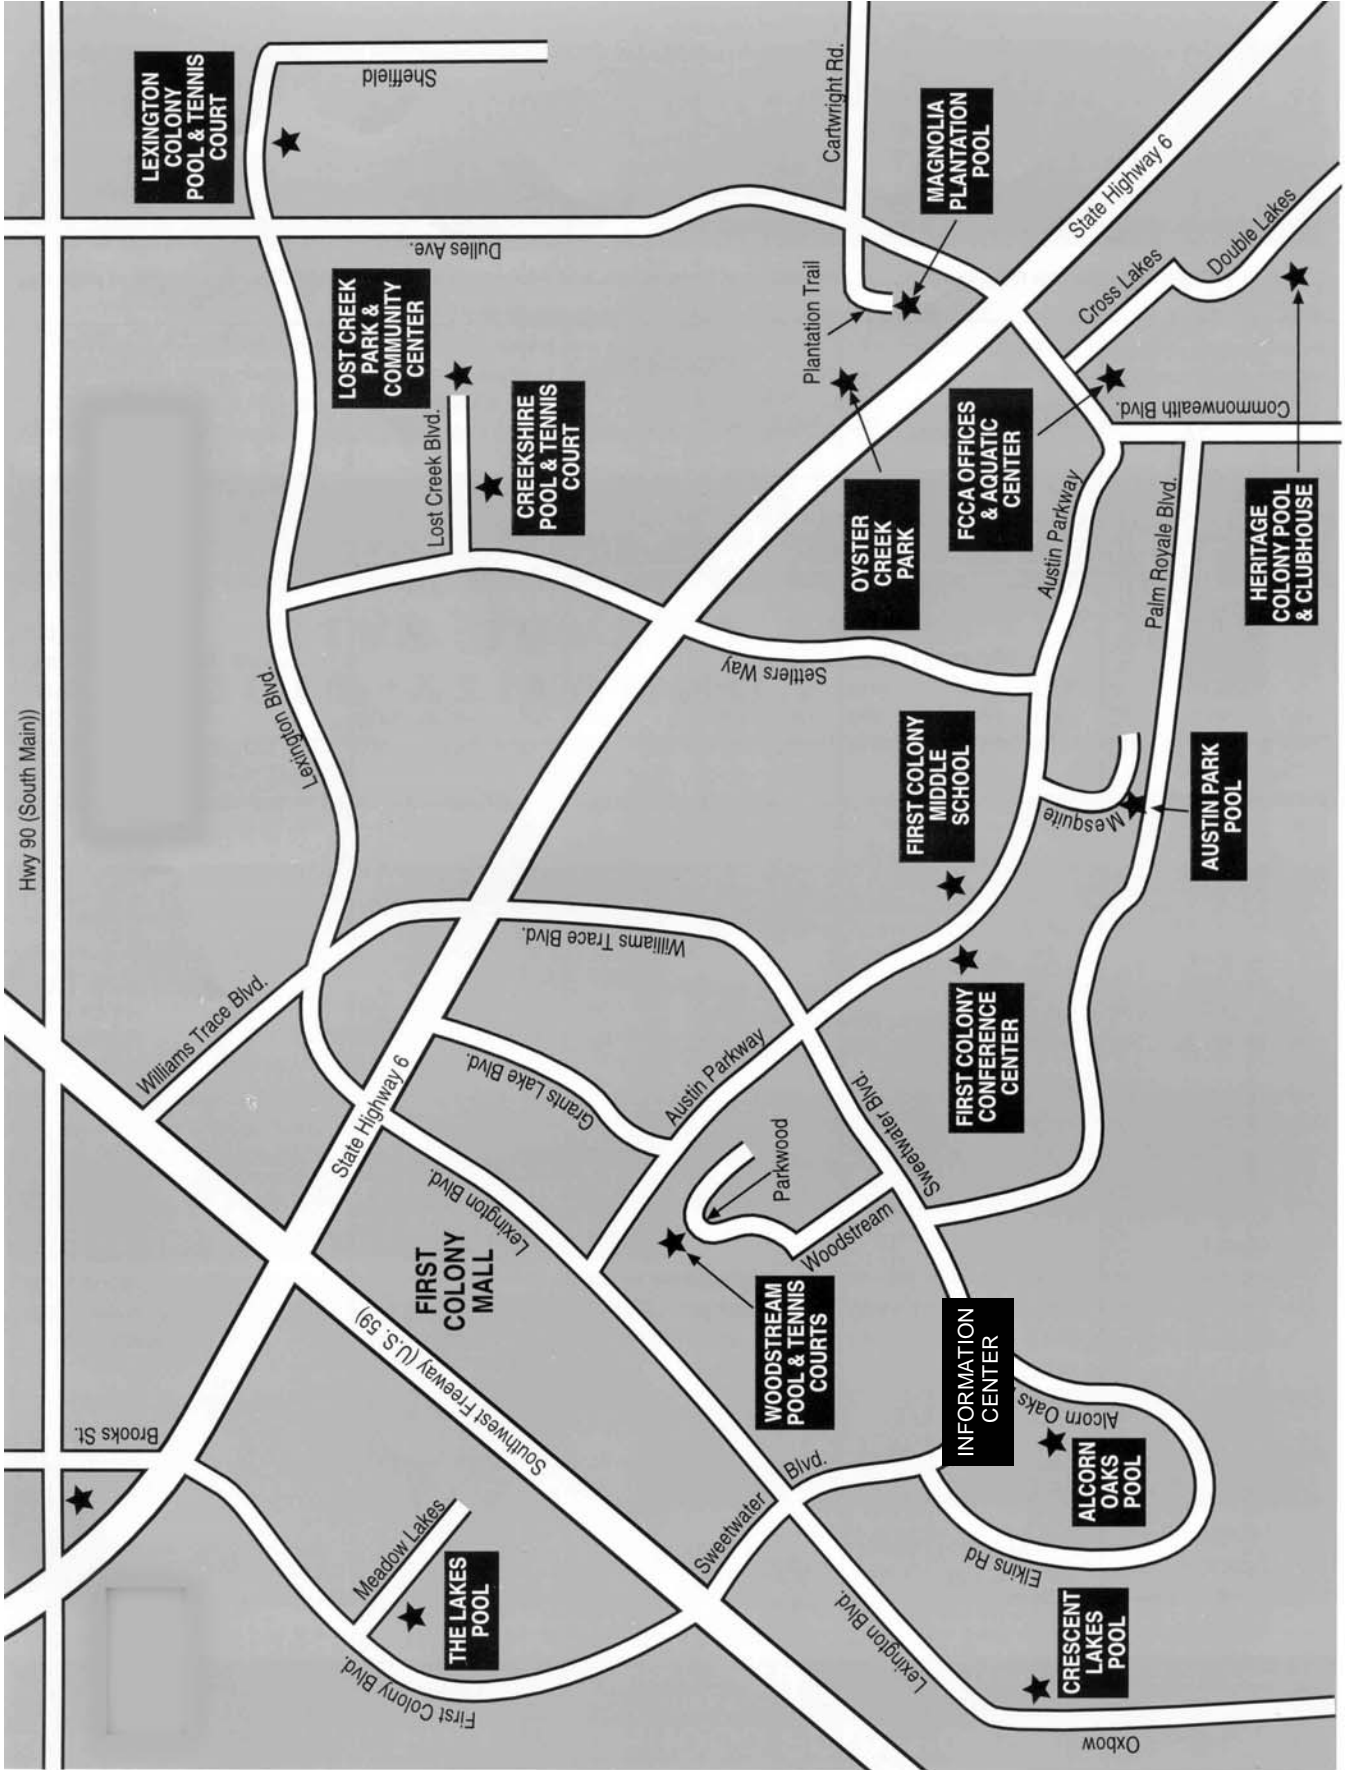 Hwy 90 (South Main))
LEXINGTON
COLONY
POOL & TENNIS
COURT
Sheffield
Dulles Ave.
LOST CREEK
PARK &
COMMUNITY
CENTER
Lost Creek Blvd.
CREEKSHIRE
POOL & TENNIS
COURT
Cartwright Rd.
MAGNOLIA
PLANTATION
POOL
Plantation Trail
State Highway 6
Cross Lakes
Double Lakes
Commonwealth Blvd.
OYSTER
CREEK
PARK
FCCA OFFICES
& AQUATIC
CENTER
HERITAGE
COLONY POOL
& CLUBHOUSE
Austin Parkway
Palm Royale Blvd.
Settlers Way
Lexington Blvd.
FIRST COLONY
MIDDLE
SCHOOL
Mesquite
AUSTIN PARK
POOL
Williams Trace Blvd.
Williams Trace Blvd.
State Highway 6
Grants Lake Blvd.
Austin Parkway
FIRST COLONY
CONFERENCE
CENTER
Sweetwater Blvd.
Lexington Blvd.
FIRST
COLONY
MALL
Parkwood
Woodstream
WOODSTREAM
POOL & TENNIS
COURTS
INFORMATION
CENTER
Southwest Freeway (U.S. 59)
Brooks St.
Alcorn Oaks
ALCORN
OAKS
POOL
Sweetwater
Blvd.
Elkins Rd
Meadow Lakes
THE LAKES
POOL
First Colony Blvd.
Lexington Blvd.
CRESCENT
LAKES
POOL
Oxbow